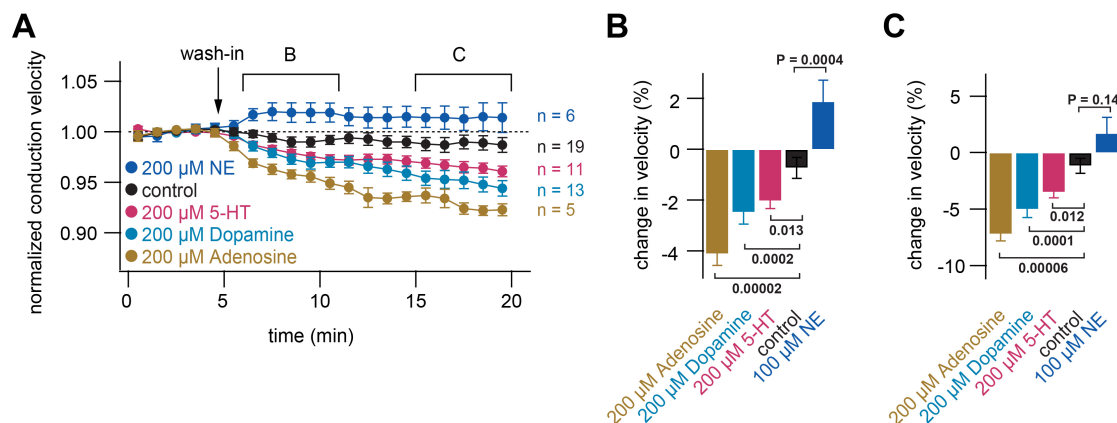 A
normalized conduction velocity
1.05
1.00
0.95
0.90
wash-in
B
C
n = 6
n = 19
n = 11
n = 13
n = 5
200 µM NE
control
200 µM 5-HT
200 µM Dopamine
200 µM Adenosine
0
5
10
15
20
time (min)
B
change in velocity (%)
2
0
-2
-4
P = 0.0004
0.013
0.0002
0.00002
200 µM Adenosine
200 µM Dopamine
200 µM 5-HT
control
100 µM NE
C
change in velocity (%)
5
0
-5
-10
P = 0.14
0.012
0.0001
0.00006
200 µM Adenosine
200 µM Dopamine
200 µM 5-HT
control
100 µM NE